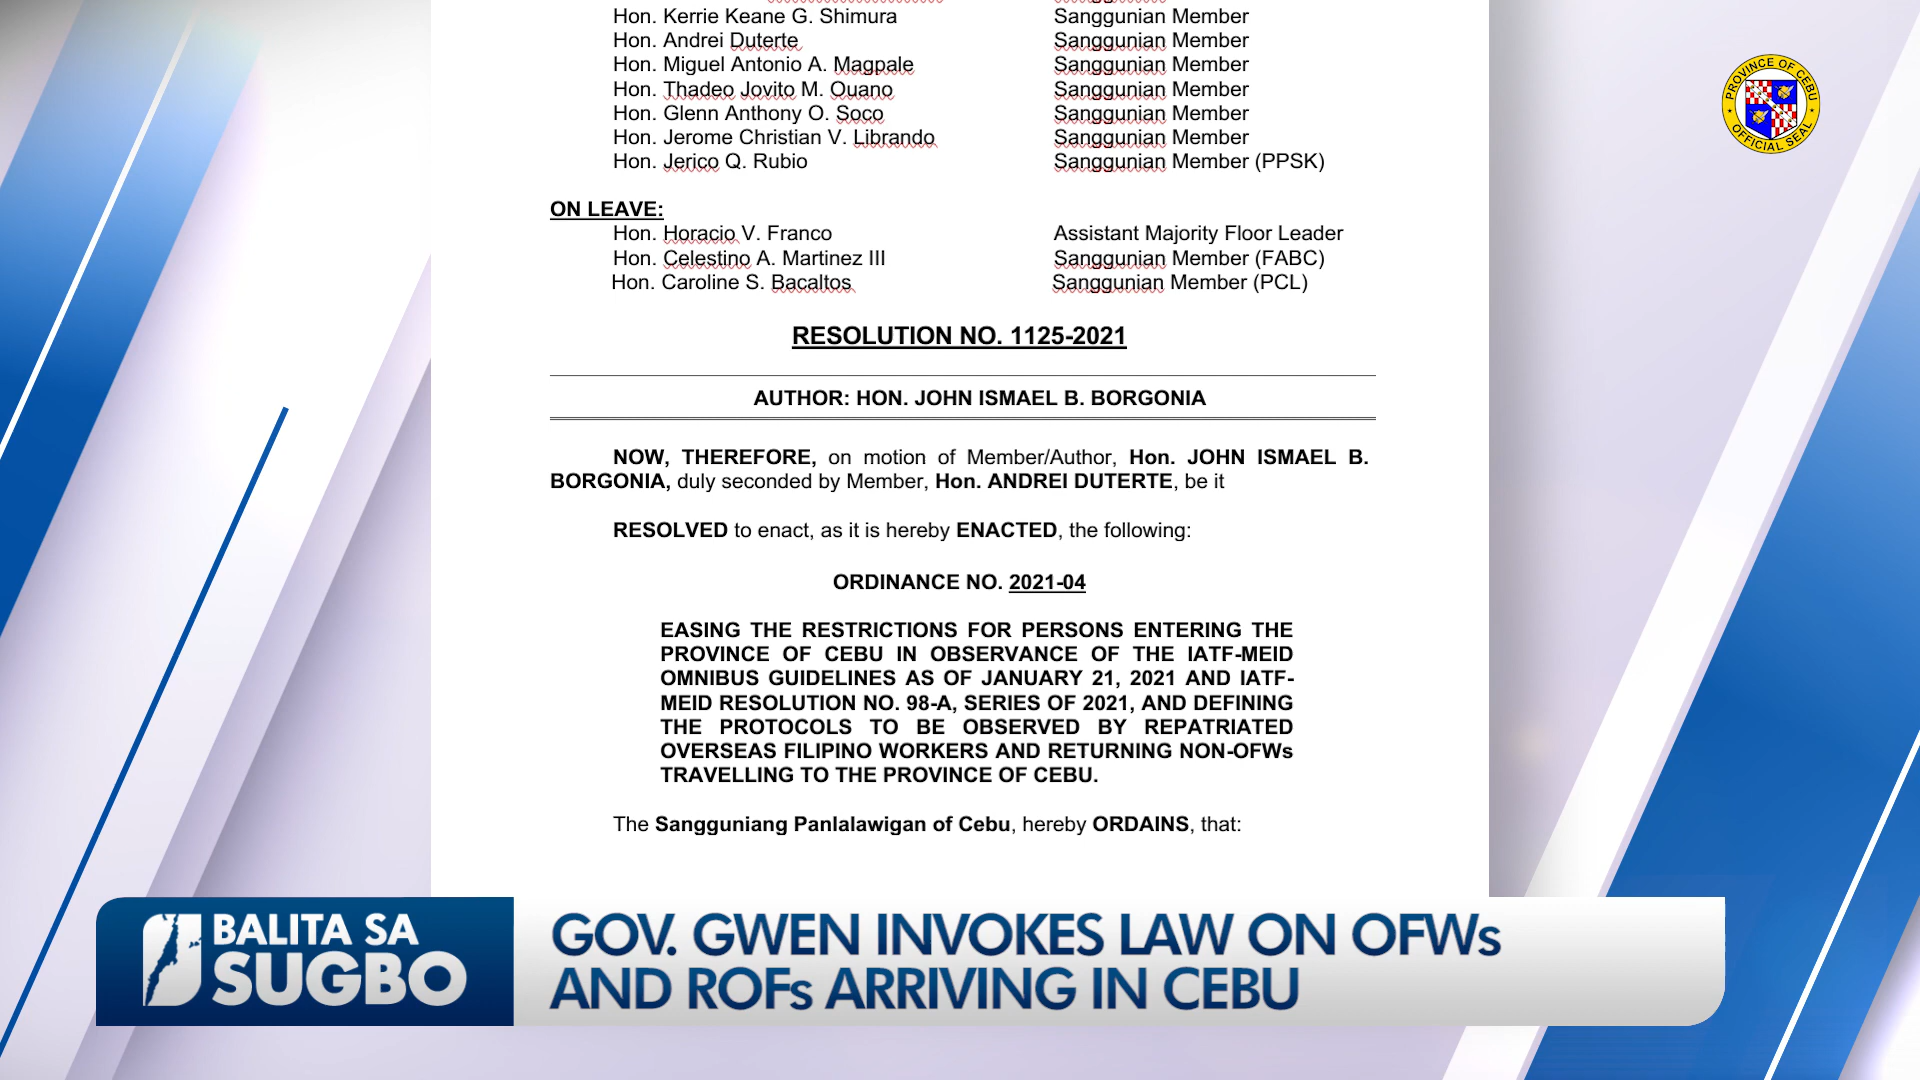 Hon. Kerrie Keane G. Shimura Sanggunian Member
Hon. Andrei Duterte Sanggunian Member
Hon. Miguel Antonio A. Magpale Sanggunian Member
Hon. Thadeo Jovito M. Ouano Sanggunian Member
Hon. Glenn Anthony O. Soco Sanggunian Member
Hon. Jerome Christian V. Librando Sanggunian Member
Hon. Jerico Q. Rubio Sanggunian Member (PPSK)
ON LEAVE:
Hon. Horacio V. Franco Assistant Majority Floor Leader
Hon. Celestino A. Martinez III Sanggunian Member (FABC)
Hon. Caroline S. Bacaltos Sanggunian Member (PCL)
RESOLUTION NO. 1125-2021
AUTHOR: HON. JOHN ISMAEL B. BORGONIA
NOW, THEREFORE, on motion of Member/Author, Hon. JOHN ISMAEL B.
BORGONIA, duly seconded by Member, Hon. ANDREI DUTERTE, be it
RESOLVED to enact, as it is hereby ENACTED, the following:
ORDINANCE NO. 2021-04
EASING THE RESTRICTIONS FOR PERSONS ENTERING THE
PROVINCE OF CEBU IN OBSERVANCE OF THE IATF-MEID
OMNIBUS GUIDELINES AS OF JANUARY 21, 2021 AND IATF-
MEID RESOLUTION NO. 98-A, SERIES OF 2021, AND DEFINING
THE PROTOCOLS TO BE OBSERVED BY REPATRIATED
OVERSEAS FILIPINO WORKERS AND RETURNING NON-OFWs
TRAVELLING TO THE PROVINCE OF CEBU.
The Sangguniang Panlalawigan of Cebu, hereby ORDAINS, that:
PROVINCE OF CEBU
OFFICIAL SEAL
BALITA SA
SUGBO
GOV. GWEN INVOKES LAW ON OFWs
AND ROFs ARRIVING IN CEBU